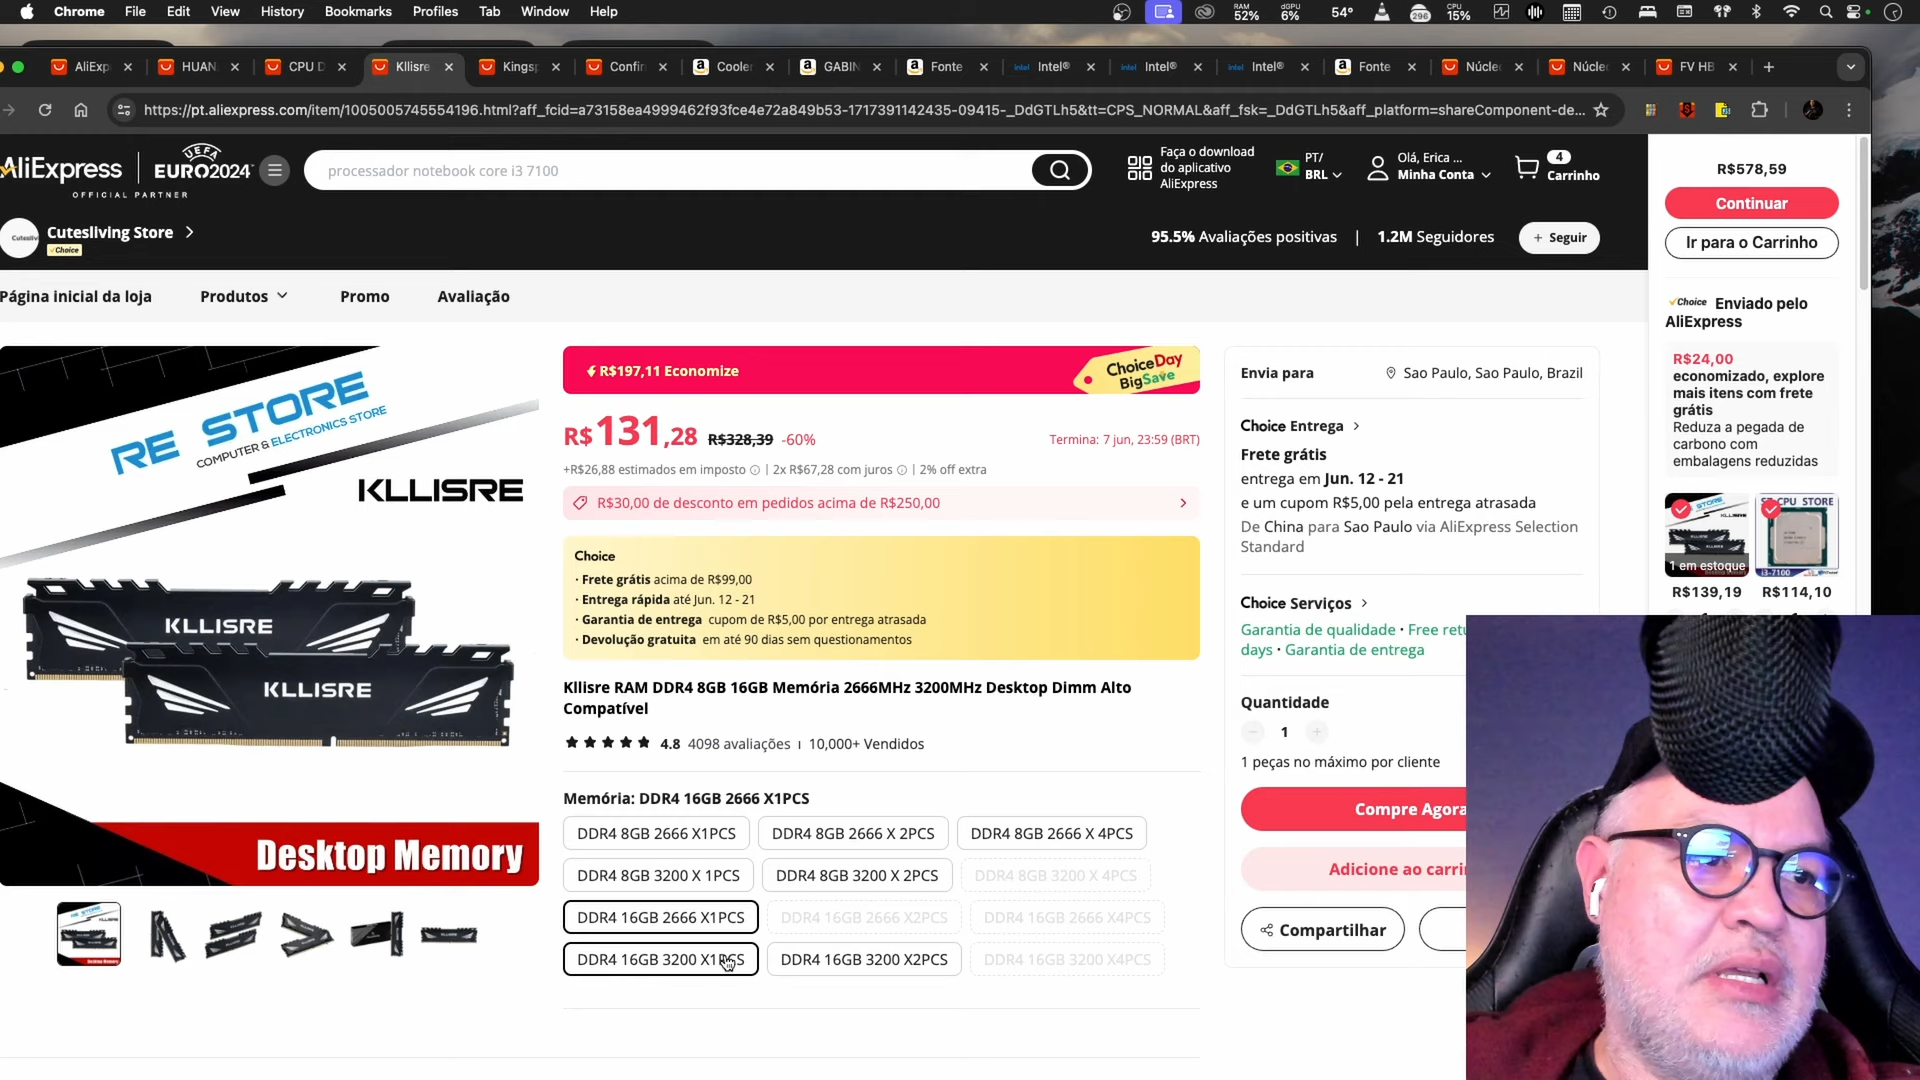 Chrome File Edit View History Bookmarks Profiles Tab Window Help
RAM 52% dGPU 6% 54° 296 CPU 15%
AliExp HUAN CPU D Kllisre Kings Confir Cooler GABIN Fonte Intel® Intel® Intel® Fonte Núcle Núcle FV HB
https://pt.aliexpress.com/item/1005005745554196.html?aff_fcid=a73158ea4999462f93fce4e72a849b53-1717391142435-09415-_DdGTLh5&tt=CPS_NORMAL&aff_fsk=_DdGTLh5&aff_platform=shareComponent-de...
AliExpress
UEFA
EURO2024
OFFICIAL PARTNER
processador notebook core i3 7100
Faça o download
do aplicativo
AliExpress
PT/
BRL
Olá, Erica ...
Minha Conta
4
Carrinho
Cutesliving Store
Choice
95.5% Avaliações positivas | 1.2M Seguidores
+ Seguir
Página inicial da loja Produtos Promo Avaliação
RE STORE
COMPUTER & ELECTRONICS STORE
KLLISRE
KLLISRE
KLLISRE
Desktop Memory
R$197,11 Economize
ChoiceDay
BigSave
R$131,28 R$328,39 -60%
Termina: 7 jun, 23:59 (BRT)
+R$26,88 estimados em imposto | 2x R$67,28 com juros | 2% off extra
R$30,00 de desconto em pedidos acima de R$250,00
Choice
· Frete grátis acima de R$99,00
· Entrega rápida até Jun. 12 - 21
· Garantia de entrega cupom de R$5,00 por entrega atrasada
· Devolução gratuita em até 90 dias sem questionamentos
Kllisre RAM DDR4 8GB 16GB Memória 2666MHz 3200MHz Desktop Dimm Alto
Compatível
4.8 4098 avaliações | 10,000+ Vendidos
Memória: DDR4 16GB 2666 X1PCS
DDR4 8GB 2666 X1PCS DDR4 8GB 2666 X 2PCS DDR4 8GB 2666 X 4PCS
DDR4 8GB 3200 X 1PCS DDR4 8GB 3200 X 2PCS DDR4 8GB 3200 X 4PCS
DDR4 16GB 2666 X1PCS DDR4 16GB 2666 X2PCS DDR4 16GB 2666 X4PCS
DDR4 16GB 3200 X1PCS DDR4 16GB 3200 X2PCS DDR4 16GB 3200 X4PCS
Envia para
Sao Paulo, Sao Paulo, Brazil
Choice Entrega
Frete grátis
entrega em Jun. 12 - 21
e um cupom R$5,00 pela entrega atrasada
De China para Sao Paulo via AliExpress Selection
Standard
Choice Serviços
Garantia de qualidade · Free
days · Garantia de entrega
Quantidade
1
1 peças no máximo por cliente
Compre Agora
Adicione ao
Compartilhar
R$578,59
Continuar
Ir para o Carrinho
Choice Enviado pelo
AliExpress
R$24,00
economizado, explore
mais itens com frete
grátis
Reduza a pegada de
carbono com
embalagens reduzidas
1 em estoque
CPU STORE
i3-7100
R$139,19 R$114,10